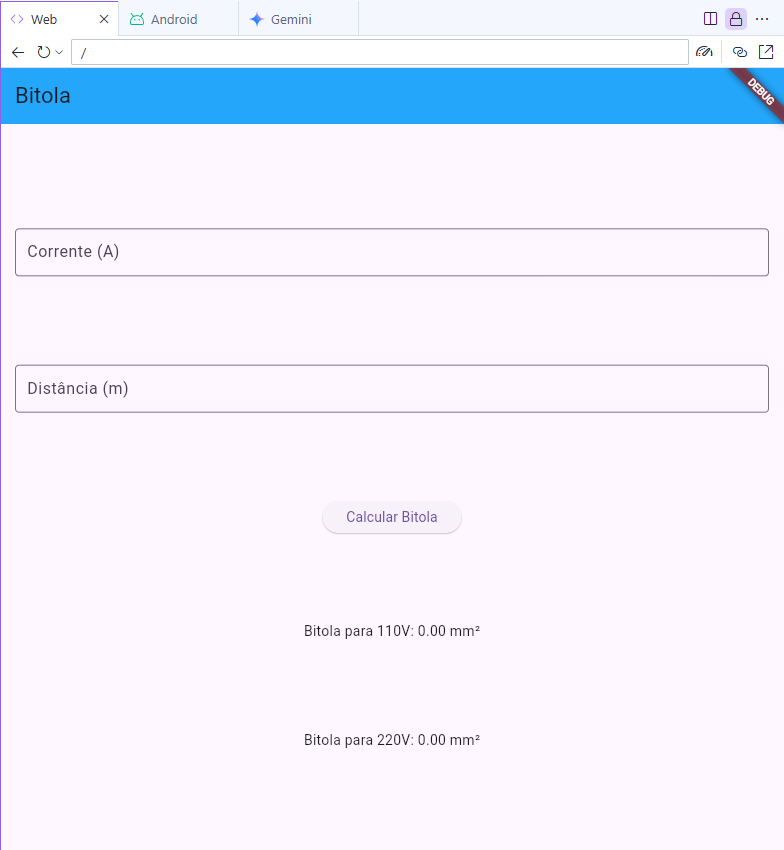 Web
Android
Gemini
/
Bitola
DEBUG
Corrente (A)
Distância (m)
Calcular Bitola
Bitola para 110V: 0.00 mm²
Bitola para 220V: 0.00 mm²